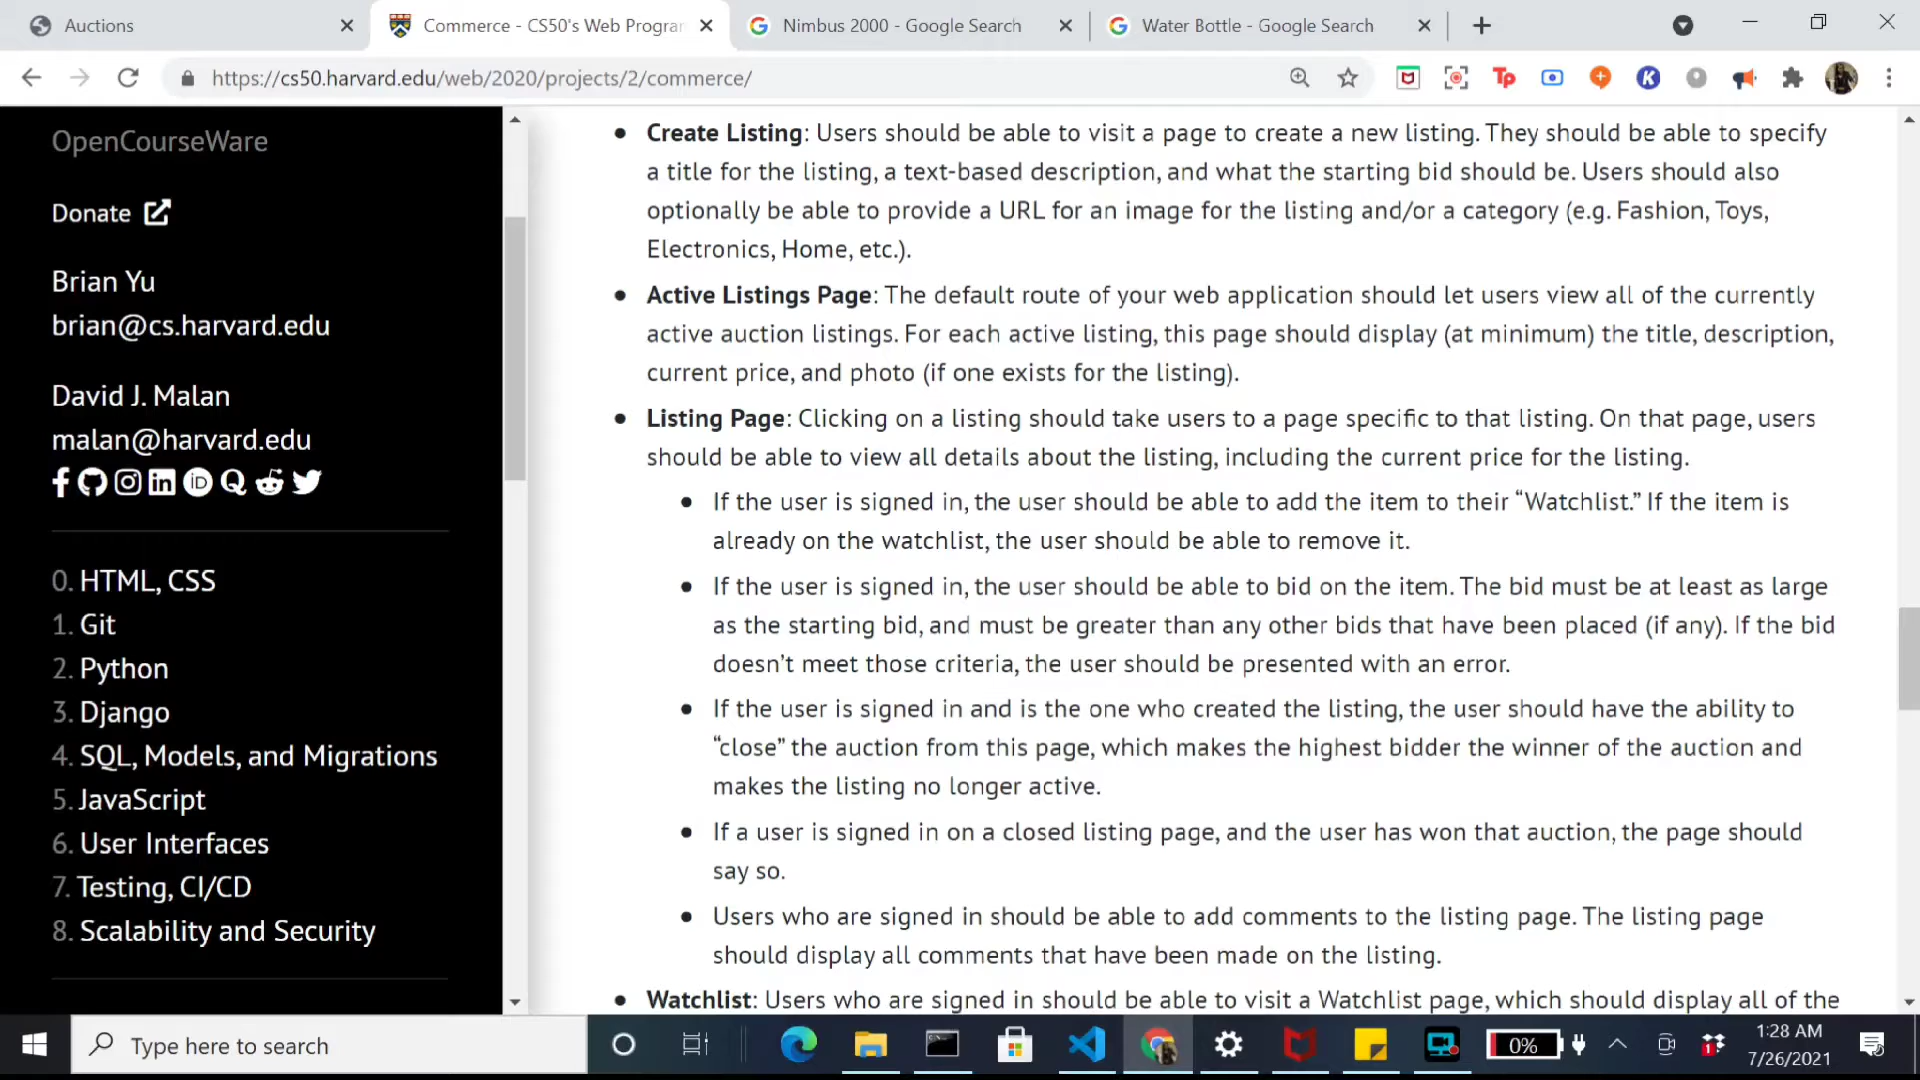 Auctions
Commerce - CS50's Web Program
Nimbus 2000 - Google Search
Water Bottle - Google Search
https://cs50.harvard.edu/web/2020/projects/2/commerce/
Tp
K
OpenCourseWare
Donate
Brian Yu
brian@cs.harvard.edu
David J. Malan
malan@harvard.edu
iD
0. HTML, CSS
1. Git
2. Python
3. Django
4. SQL, Models, and Migrations
5. JavaScript
6. User Interfaces
7. Testing, CI/CD
8. Scalability and Security
• Create Listing: Users should be able to visit a page to create a new listing. They should be able to specify
a title for the listing, a text-based description, and what the starting bid should be. Users should also
optionally be able to provide a URL for an image for the listing and/or a category (e.g. Fashion, Toys,
Electronics, Home, etc.).
• Active Listings Page: The default route of your web application should let users view all of the currently
active auction listings. For each active listing, this page should display (at minimum) the title, description,
current price, and photo (if one exists for the listing).
• Listing Page: Clicking on a listing should take users to a page specific to that listing. On that page, users
should be able to view all details about the listing, including the current price for the listing.
• If the user is signed in, the user should be able to add the item to their “Watchlist.” If the item is
already on the watchlist, the user should be able to remove it.
• If the user is signed in, the user should be able to bid on the item. The bid must be at least as large
as the starting bid, and must be greater than any other bids that have been placed (if any). If the bid
doesn’t meet those criteria, the user should be presented with an error.
• If the user is signed in and is the one who created the listing, the user should have the ability to
“close” the auction from this page, which makes the highest bidder the winner of the auction and
makes the listing no longer active.
• If a user is signed in on a closed listing page, and the user has won that auction, the page should
say so.
• Users who are signed in should be able to add comments to the listing page. The listing page
should display all comments that have been made on the listing.
• Watchlist: Users who are signed in should be able to visit a Watchlist page, which should display all of the
Type here to search
0%
1
1:28 AM
7/26/2021